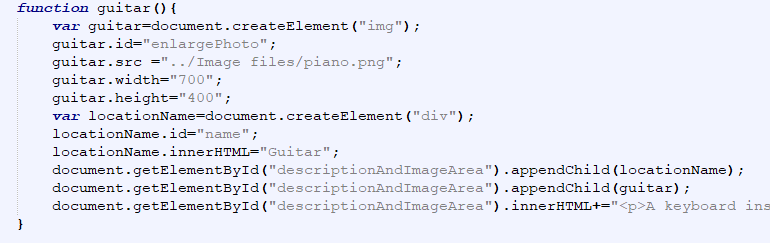 function guitar(){
var guitar=document.createElement("img");
guitar.id="enlargePhoto";
guitar.src ="../Image files/piano.png";
guitar.width="700";
guitar.height="400";
var locationName=document.createElement("div");
locationName.id="name";
locationName.innerHTML="Guitar";
document.getElementById("descriptionAndImageArea").appendChild(locationName);
document.getElementById("descriptionAndImageArea").appendChild(guitar);
document.getElementById("descriptionAndImageArea").innerHTML+="<p>A keyboard ins
}